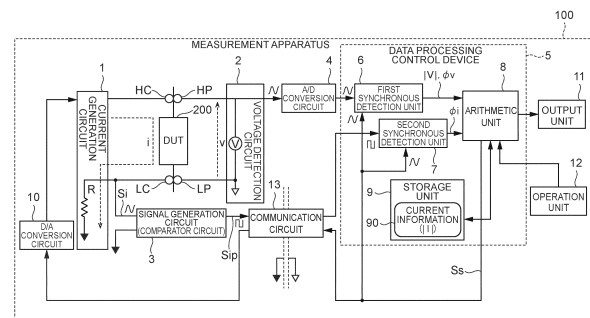 100
MEASUREMENT APPARATUS
DATA PROCESSING
CONTROL DEVICE
5
1
CURRENT
GENERATION
CIRCUIT
HC
HP
200
DUT
i
v
LC
LP
R
Si
2
VOLTAGE DETECTION
CIRCUIT
V
4
A/D
CONVERSION
CIRCUIT
6
FIRST
SYNCHRONOUS
DETECTION UNIT
|V|, ϕv
SECOND
SYNCHRONOUS
DETECTION UNIT
7
ϕi
8
ARITHMETIC
UNIT
11
OUTPUT
UNIT
12
OPERATION
UNIT
9
STORAGE
UNIT
90
CURRENT
INFORMATION
(|I|)
10
D/A
CONVERSION
CIRCUIT
SIGNAL GENERATION
CIRCUIT
(COMPARATOR CIRCUIT)
3
Sip
13
COMMUNICATION
CIRCUIT
Ss